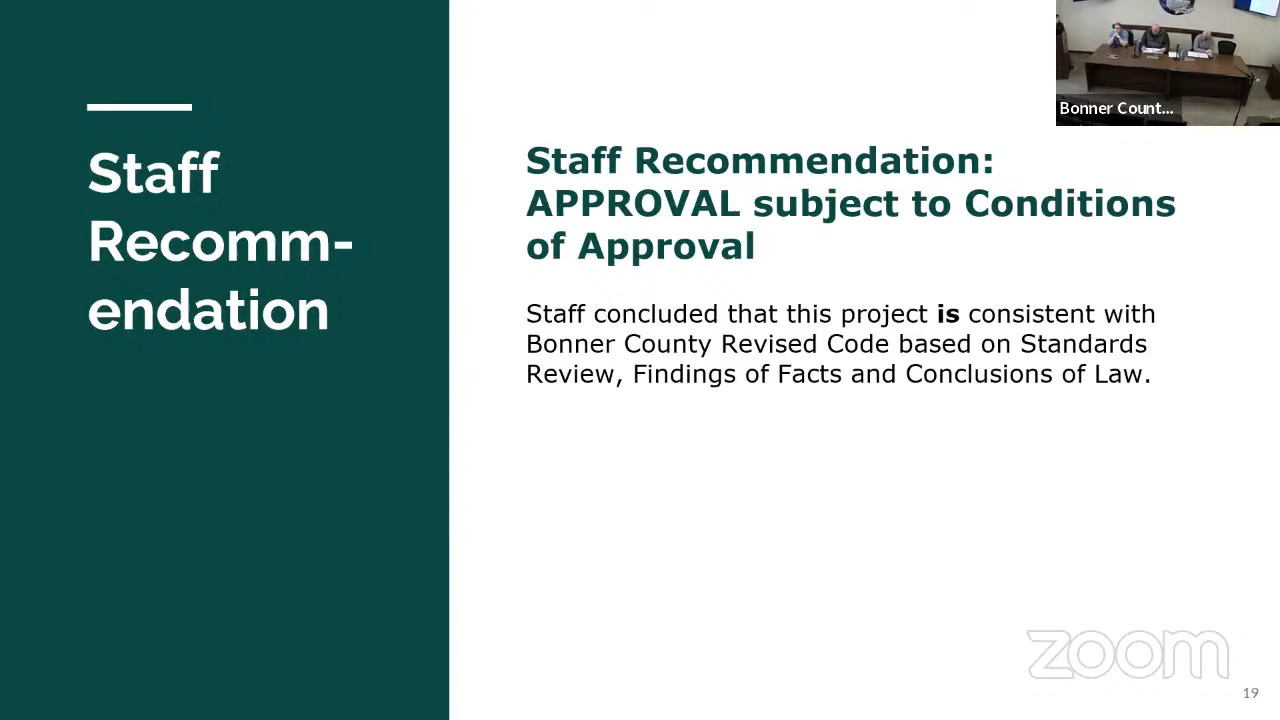 Staff
Recomm-
endation
Bonner Count...
Staff Recommendation:
APPROVAL subject to Conditions
of Approval
Staff concluded that this project is consistent with
Bonner County Revised Code based on Standards
Review, Findings of Facts and Conclusions of Law.
zoom
19